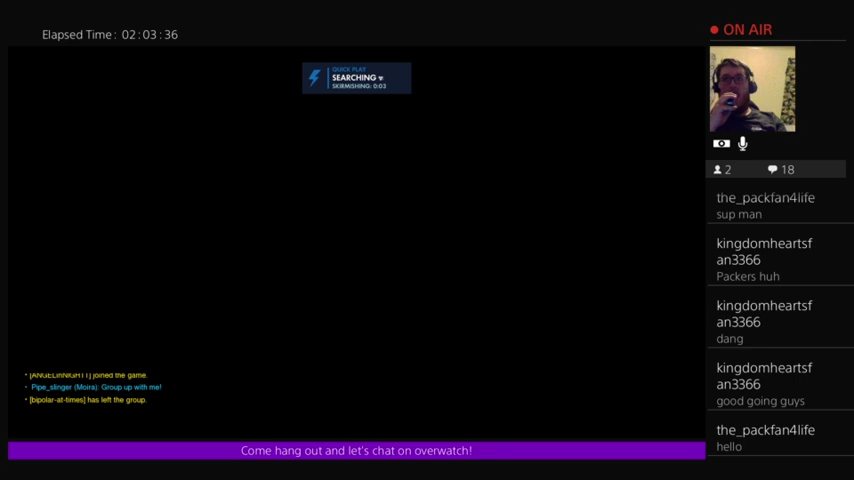 Elapsed Time: 02:03:36
ON AIR
QUICK PLAY
SEARCHING
SKIRMISHING: 0:03
2
18
the_packfan4life
sup man
kingdomheartsf
an3366
Packers huh
kingdomheartsf
an3366
dang
kingdomheartsf
an3366
good going guys
the_packfan4life
hello
joined the game.
Pipe_slinger (Moira): Group up with me!
[bipolar-at-times] has left the group.
Come hang out and let's chat on overwatch!